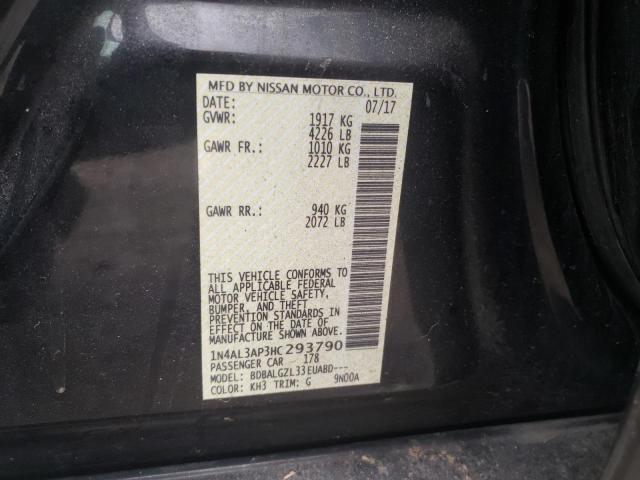 MFD BY NISSAN MOTOR CO., LTD.
DATE: 07/17
GVWR: 1917 KG
4226 LB
GAWR FR.: 1010 KG
2227 LB
GAWR RR.: 940 KG
2072 LB
THIS VEHICLE CONFORMS TO
ALL APPLICABLE FEDERAL
MOTOR VEHICLE SAFETY,
BUMPER, AND THEFT
PREVENTION STANDARDS IN
EFFECT ON THE DATE OF
MANUFACTURE SHOWN ABOVE.
1N4AL3AP3HC293790
PASSENGER CAR 178
MODEL: BDBALGZL33EUABD---
COLOR: KH3 TRIM: G 9N00A